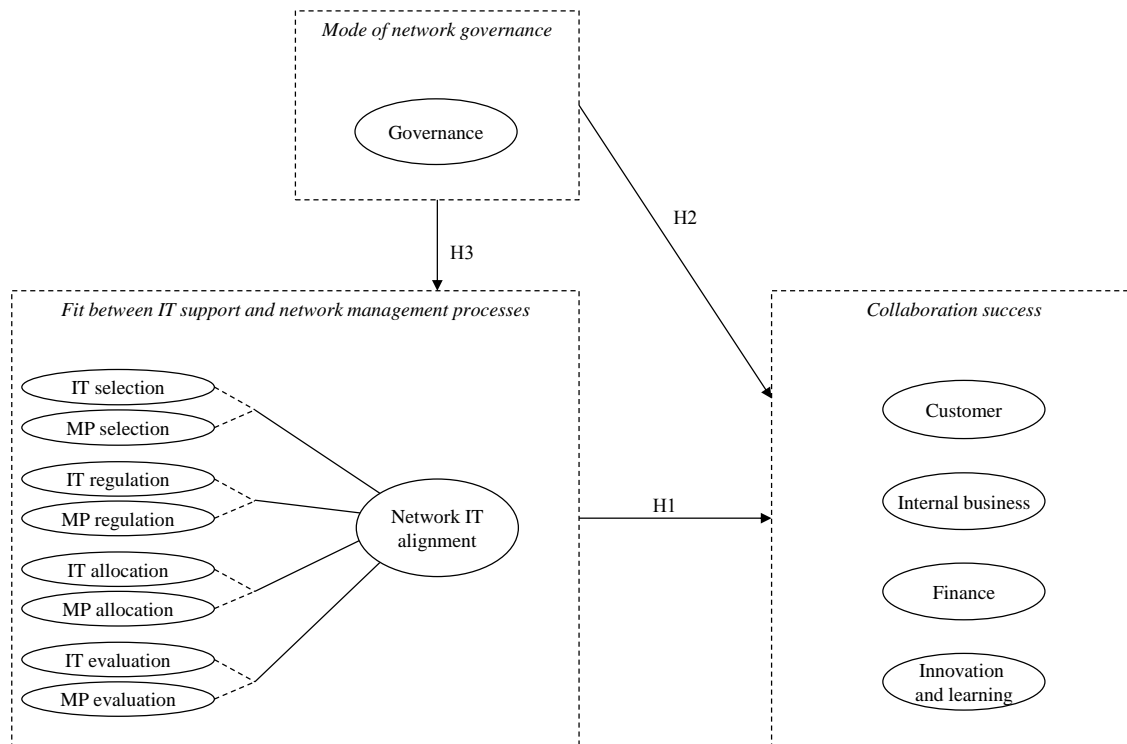 Mode of network governance
Governance
H2
H3
Fit between IT support and network management processes
IT selection
MP selection
IT regulation
MP regulation
IT allocation
MP allocation
IT evaluation
MP evaluation
Network IT
alignment
H1
Collaboration success
Customer
Internal business
Finance
Innovation
and learning